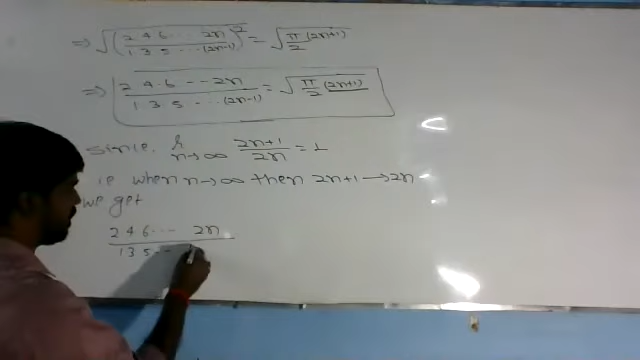 ⇒ √(2 4 6 ... 2n / 1 3 5 ... (2n-1))² = √π/2 (2n+1)
⇒ 2 4 . 6 . - - 2n / 1 3 5 - .. (2n-1) = √π/2 (2n+1)
since. lt n→∞ 2n+1 / 2n = 1
i.e when n→∞ then 2n+1 → 2n
we get
2 4 6 ... 2n
1 3 5 - -